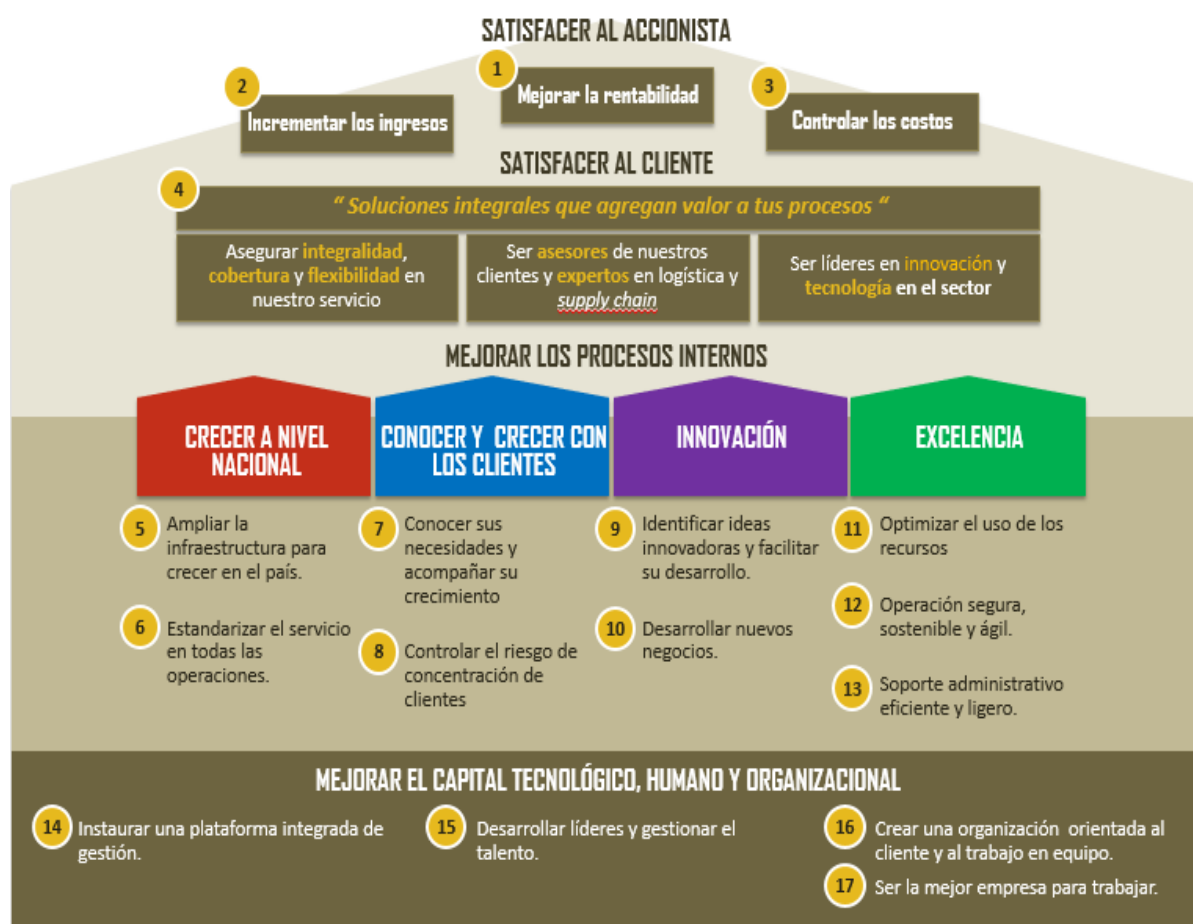 SATISFACER AL ACCIONISTA
1
Mejorar la rentabilidad
2
Incrementar los ingresos
3
Controlar los costos
SATISFACER AL CLIENTE
4
“ Soluciones integrales que agregan valor a tus procesos “
Asegurar integralidad,
cobertura y flexibilidad en
nuestro servicio
Ser asesores de nuestros
clientes y expertos en logística y
supply chain
Ser líderes en innovación y
tecnología en el sector
MEJORAR LOS PROCESOS INTERNOS
CRECER A NIVEL
NACIONAL
5
Ampliar la
infraestructura para
crecer en el país.
6
Estandarizar el servicio
en todas las
operaciones.
CONOCER Y CRECER CON
LOS CLIENTES
7
Conocer sus
necesidades y
acompañar su
crecimiento
8
Controlar el riesgo de
concentración de
clientes
INNOVACIÓN
9
Identificar ideas
innovadoras y facilitar
su desarrollo.
10
Desarrollar nuevos
negocios.
EXCELENCIA
11
Optimizar el uso de los
recursos
12
Operación segura,
sostenible y ágil.
13
Soporte administrativo
eficiente y ligero.
MEJORAR EL CAPITAL TECNOLÓGICO, HUMANO Y ORGANIZACIONAL
14
Instaurar una plataforma integrada de
gestión.
15
Desarrollar líderes y gestionar el
talento.
16
Crear una organización orientada al
cliente y al trabajo en equipo.
17
Ser la mejor empresa para trabajar.